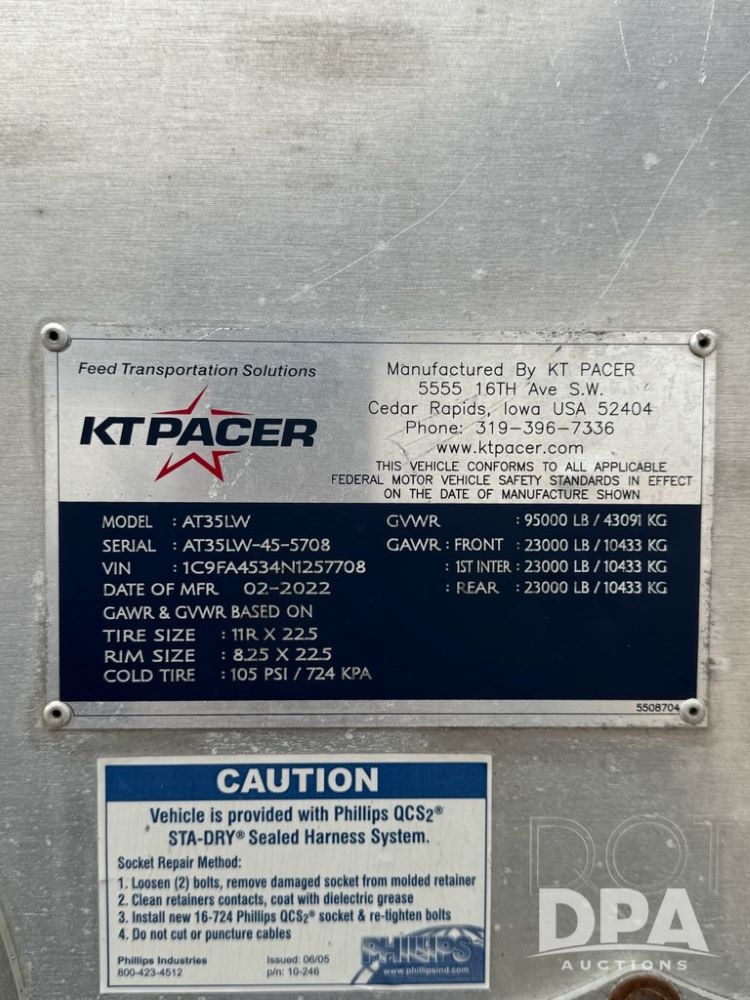 Feed Transportation Solutions
KT PACER
Manufactured By KT PACER
5555 16TH Ave S.W.
Cedar Rapids, Iowa USA 52404
Phone: 319-396-7336
www.ktpacer.com
THIS VEHICLE CONFORMS TO ALL APPLICABLE
FEDERAL MOTOR VEHICLE SAFETY STANDARDS IN EFFECT
ON THE DATE OF MANUFACTURE SHOWN
MODEL : AT35LW
SERIAL : AT35LW-45-5708
VIN : 1C9FA4534N1257708
DATE OF MFR 02-2022
GAWR & GVWR BASED ON
TIRE SIZE : 11R X 22.5
RIM SIZE : 8.25 X 22.5
COLD TIRE : 105 PSI / 724 KPA
GVWR : 95000 LB / 43091 KG
GAWR : FRONT : 23000 LB / 10433 KG
: 1ST INTER : 23000 LB / 10433 KG
: REAR : 23000 LB / 10433 KG
5508704
CAUTION
Vehicle is provided with Phillips QCS2®
STA-DRY® Sealed Harness System.
Socket Repair Method:
1. Loosen (2) bolts, remove damaged socket from molded retainer
2. Clean retainers contacts, coat with dielectric grease
3. Install new 16-724 Phillips QCS2® socket & re-tighten bolts
4. Do not cut or puncture cables
Phillips Industries
800-423-4512
Issued: 06/05
p/n: 10-246
PHILLIPS
www.phillipsind.com
DOT
DPA
AUCTIONS